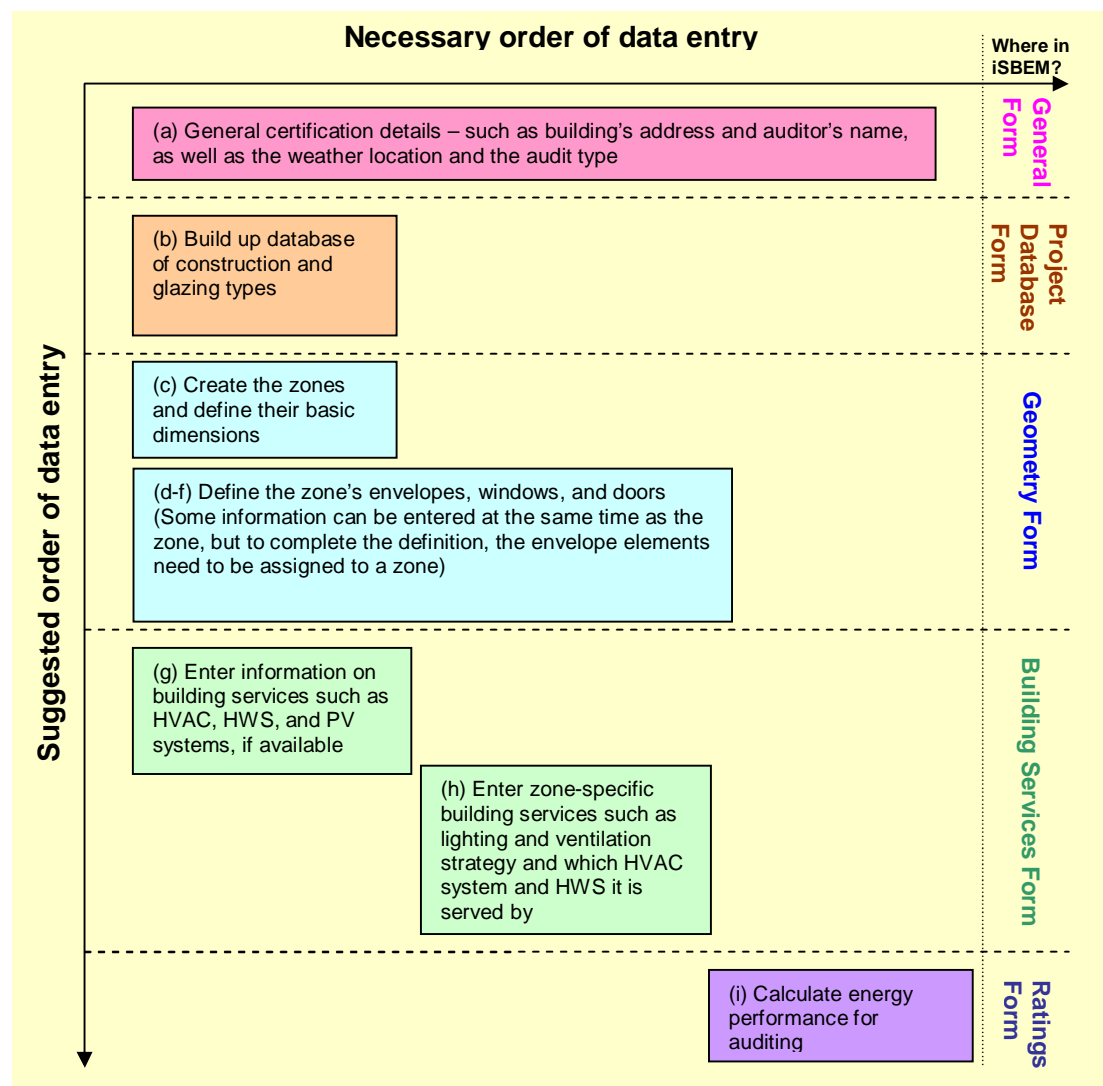 Necessary order of data entry
Where in
iSBEM?
(a) General certification details – such as building's address and auditor's name,
as well as the weather location and the audit type
General
Form
(b) Build up database
of construction and
glazing types
Project
Database
Form
Suggested order of data entry
(c) Create the zones
and define their basic
dimensions
(d-f) Define the zone's envelopes, windows, and doors
(Some information can be entered at the same time as the
zone, but to complete the definition, the envelope elements
need to be assigned to a zone)
Geometry Form
(g) Enter information on
building services such as
HVAC, HWS, and PV
systems, if available
(h) Enter zone-specific
building services such as
lighting and ventilation
strategy and which HVAC
system and HWS it is
served by
Building Services Form
(i) Calculate energy
performance for
auditing
Ratings
Form